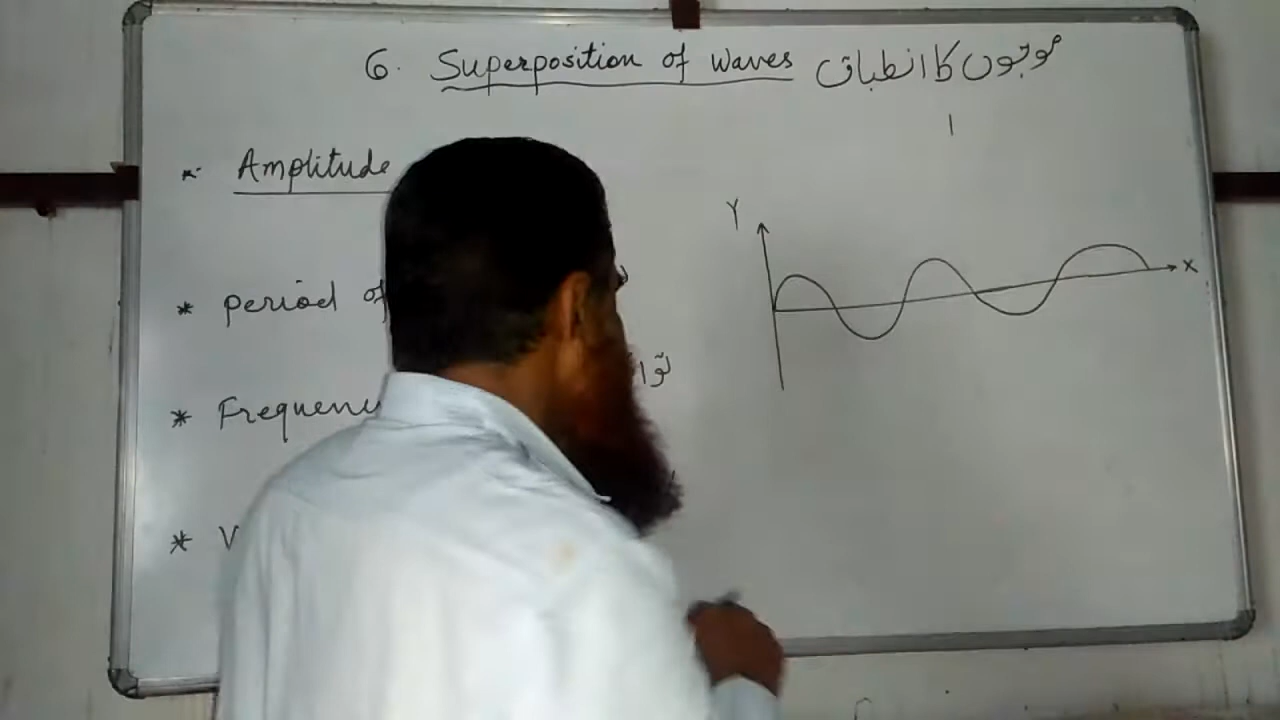 6. Superposition of waves موجوں کا انطباق
* Amplitude
Y
X
* period of
* Frequency
* V